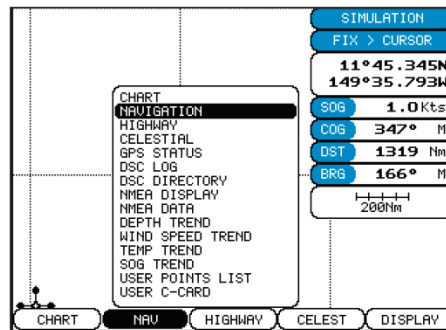 SIMULATION
FIX > CURSOR
11°45.345N
149°35.793W
SOG 1.0Kts
COG 347° M
DST 1319 Nm
BRG 166° M
200Nm
CHART
NAVIGATION
HIGHWAY
CELESTIAL
GPS STATUS
DSC LOG
DSC DIRECTORY
NMEA DISPLAY
NMEA DATA
DEPTH TREND
WIND SPEED TREND
TEMP TREND
SOG TREND
USER POINTS LIST
USER C-CARD
CHART NAV HIGHWAY CELEST DISPLAY